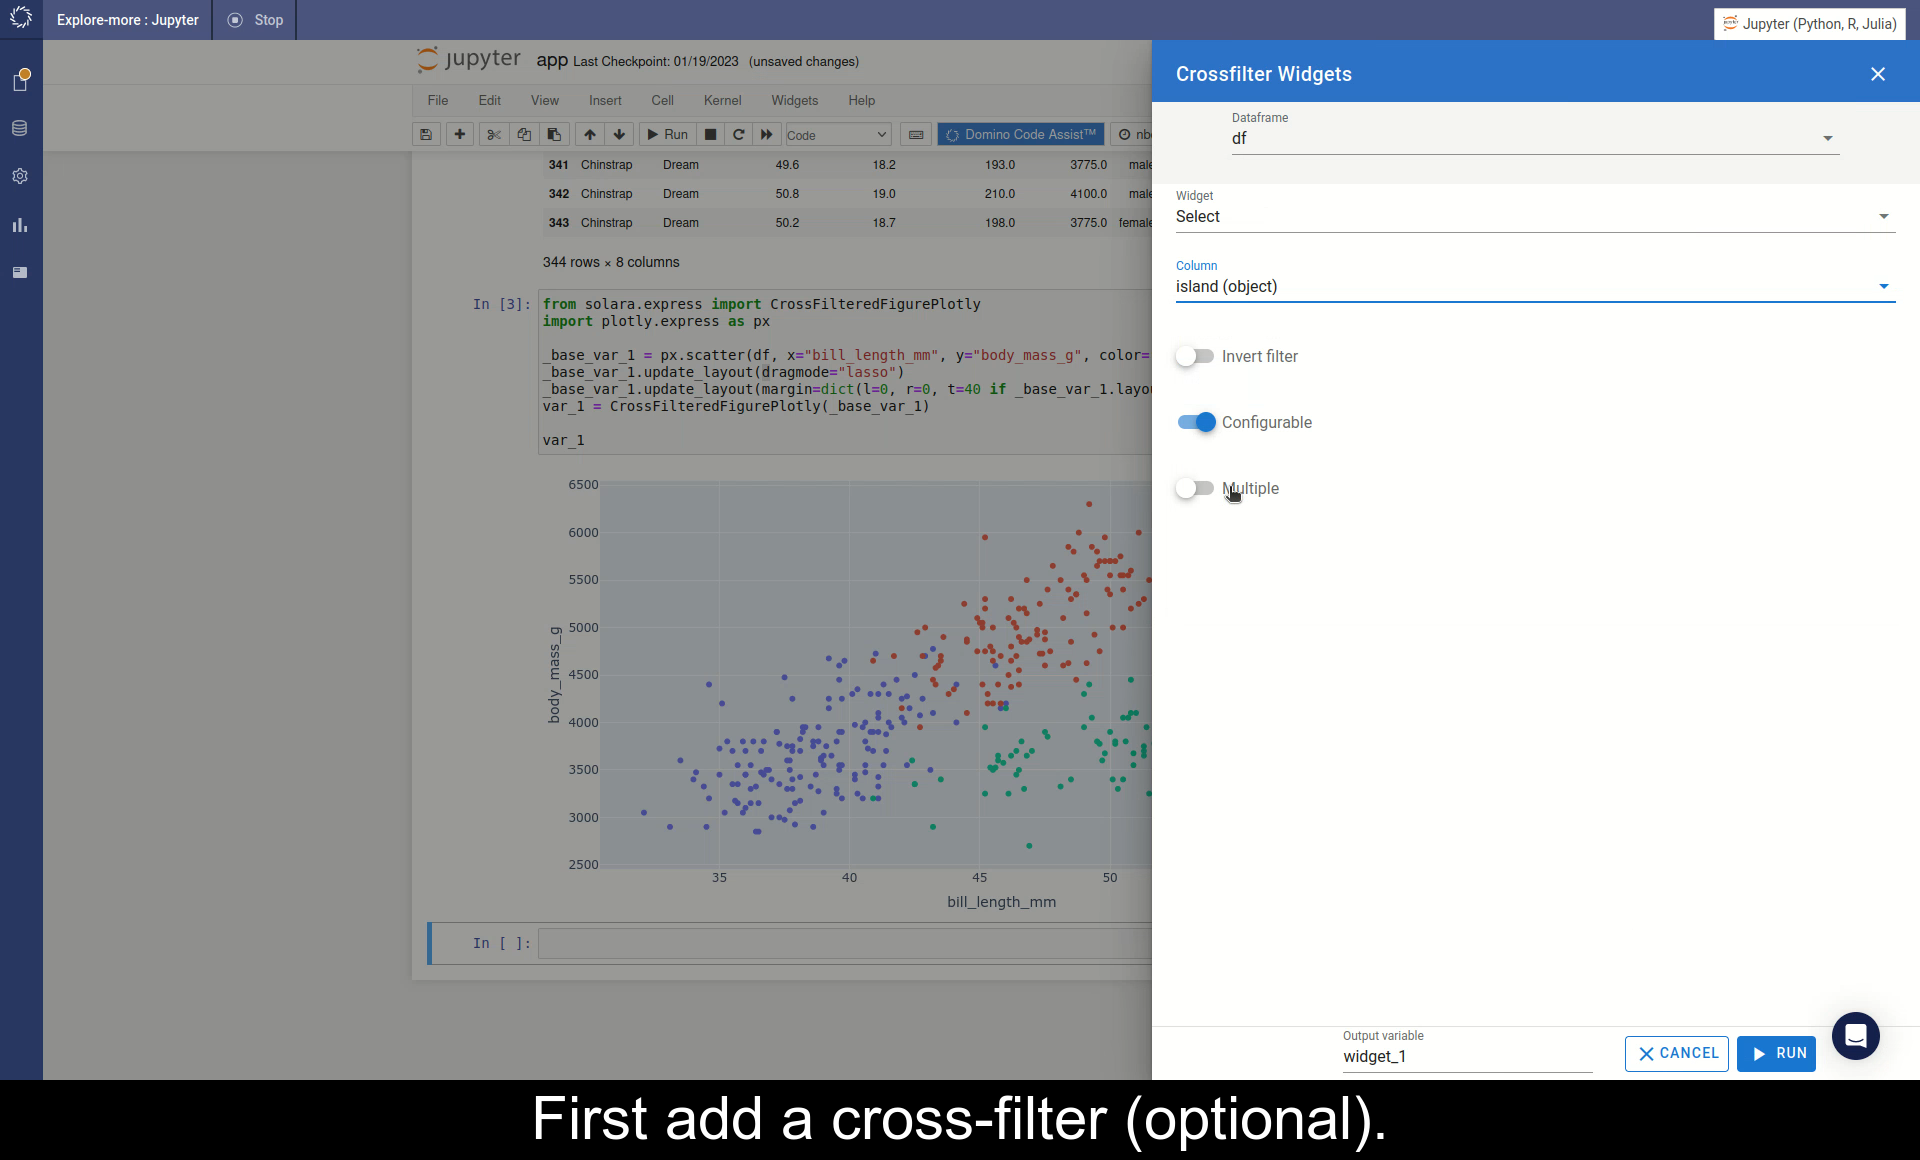 Explore-more : Jupyter
Stop
Jupyter (Python, R, Julia)
jupyter app Last Checkpoint: 01/19/2023 (unsaved changes)
File Edit View Insert Cell Kernel Widgets Help
Run Code Domino Code Assist™ nb
341 Chinstrap Dream 49.6 18.2 193.0 3775.0 male
342 Chinstrap Dream 50.8 19.0 210.0 4100.0 male
343 Chinstrap Dream 50.2 18.7 198.0 3775.0 female
344 rows × 8 columns
In [3]:
from solara.express import CrossFilteredFigurePlotly
import plotly.express as px
_base_var_1 = px.scatter(df, x="bill_length_mm", y="body_mass_g", color=
_base_var_1.update_layout(dragmode="lasso")
_base_var_1.update_layout(margin=dict(l=0, r=0, t=40 if _base_var_1.layo
var_1 = CrossFilteredFigurePlotly(_base_var_1)
var_1
6500
6000
5500
5000
4500
4000
3500
3000
2500
body_mass_g
35 40 45 50
bill_length_mm
In [ ]:
Crossfilter Widgets
Dataframe
df
Widget
Select
Column
island (object)
Invert filter
Configurable
Multiple
Output variable
widget_1
CANCEL
RUN
First add a cross-filter (optional).